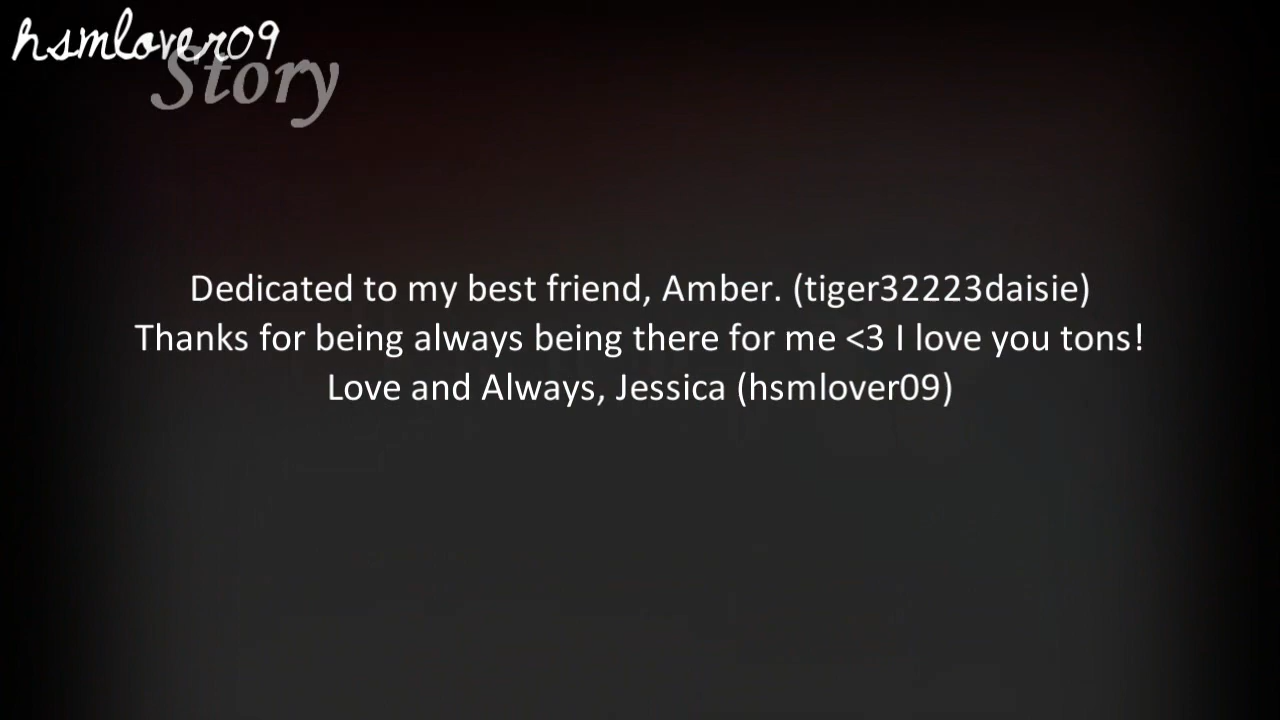 hsmlover09
Story
Dedicated to my best friend, Amber. (tiger32223daisie)
Thanks for being always being there for me <3 I love you tons!
Love and Always, Jessica (hsmlover09)